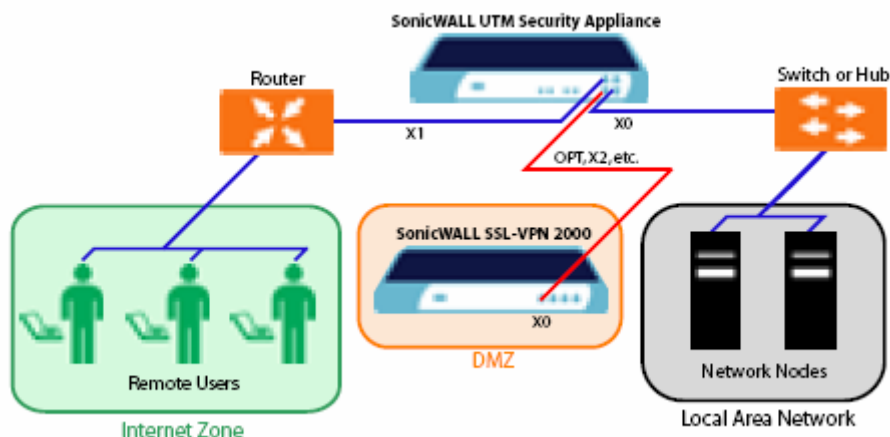 SonicWALL UTM Security Appliance
Router
Switch or Hub
X1
X0
OPT, X2, etc.
SonicWALL SSL-VPN 2000
X0
Remote Users
DMZ
Network Nodes
Internet Zone
Local Area Network